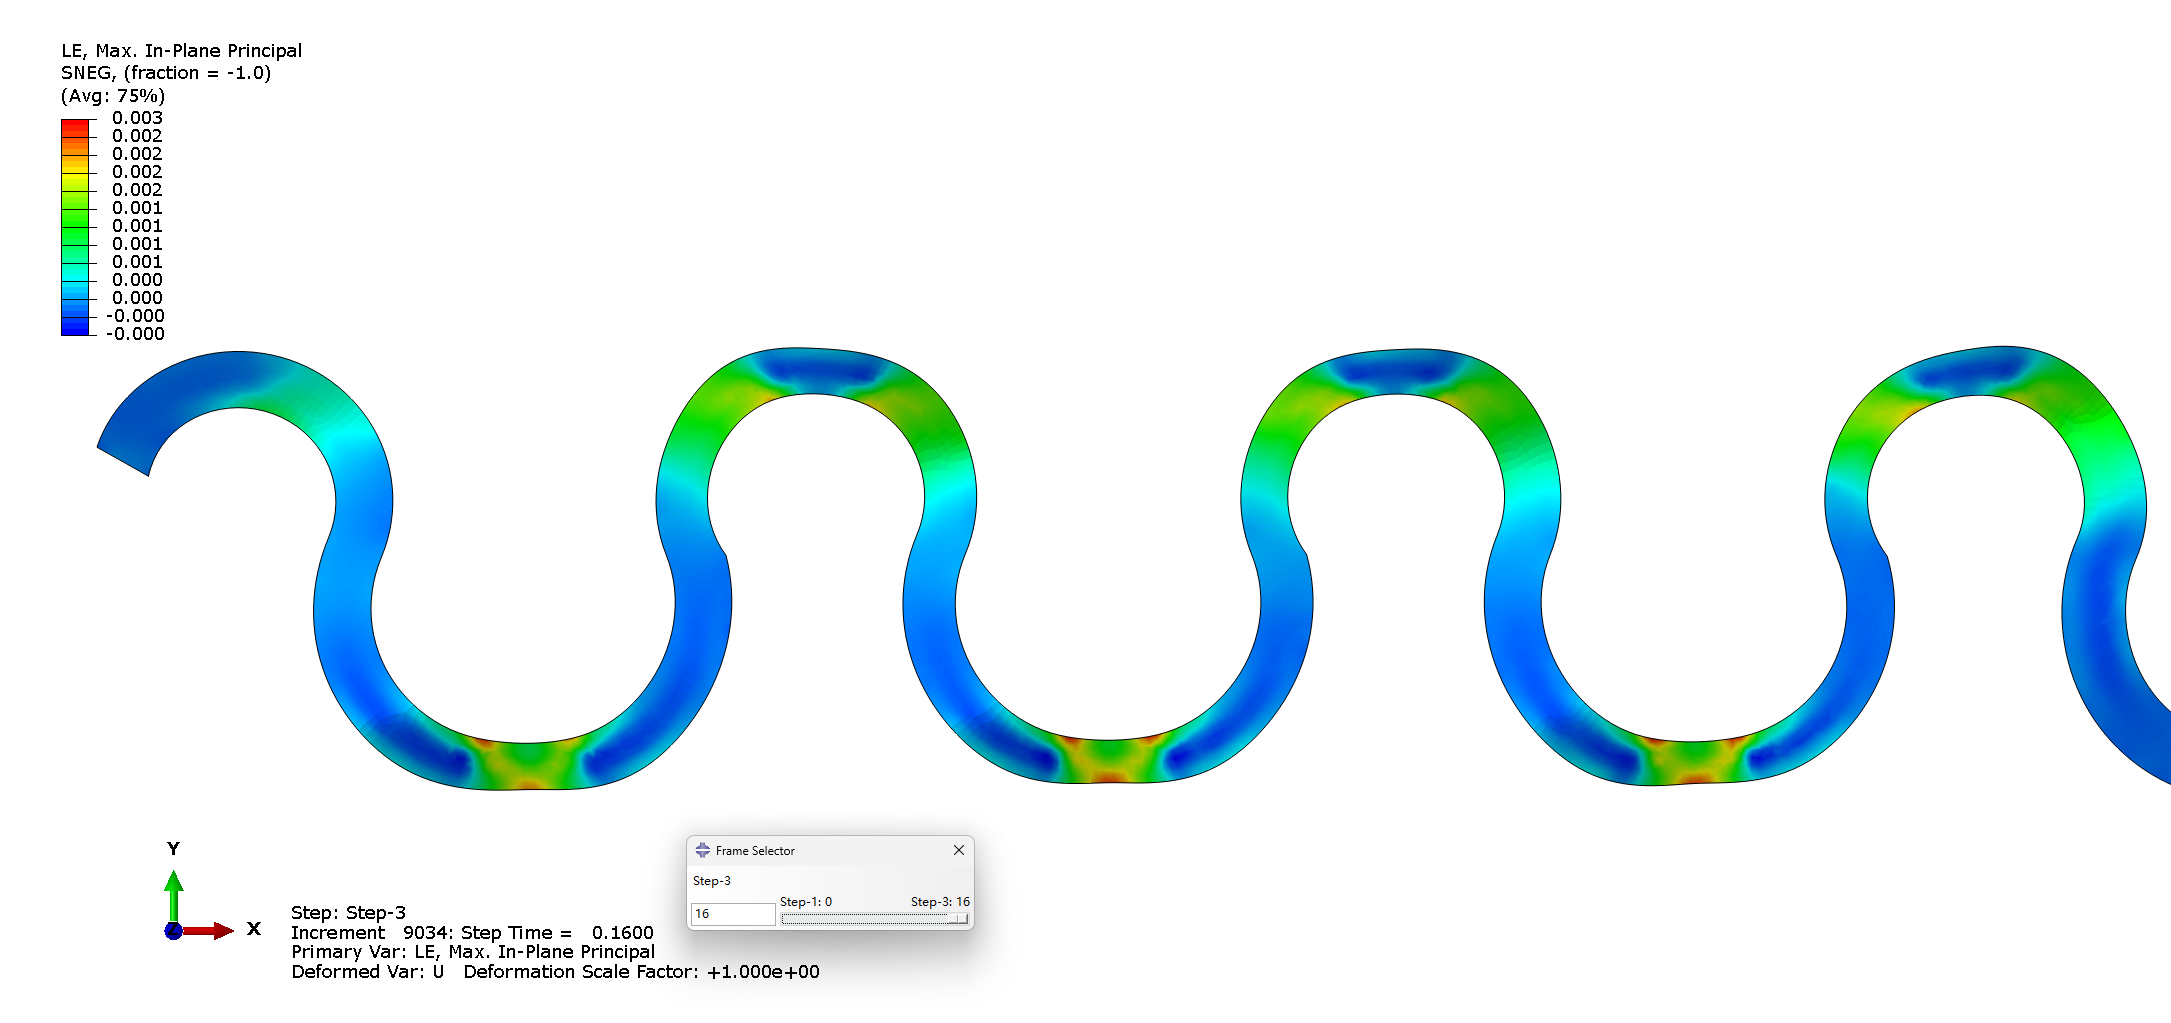 LE, Max. In-Plane Principal
SNEG, (fraction = -1.0)
(Avg: 75%)
0.003
0.002
0.002
0.002
0.002
0.001
0.001
0.001
0.001
0.000
0.000
-0.000
-0.000
Frame Selector
Step-3
Step-1: 0 Step-3: 16
16
Y
X
Z
Step: Step-3
Increment 9034: Step Time = 0.1600
Primary Var: LE, Max. In-Plane Principal
Deformed Var: U Deformation Scale Factor: +1.000e+00